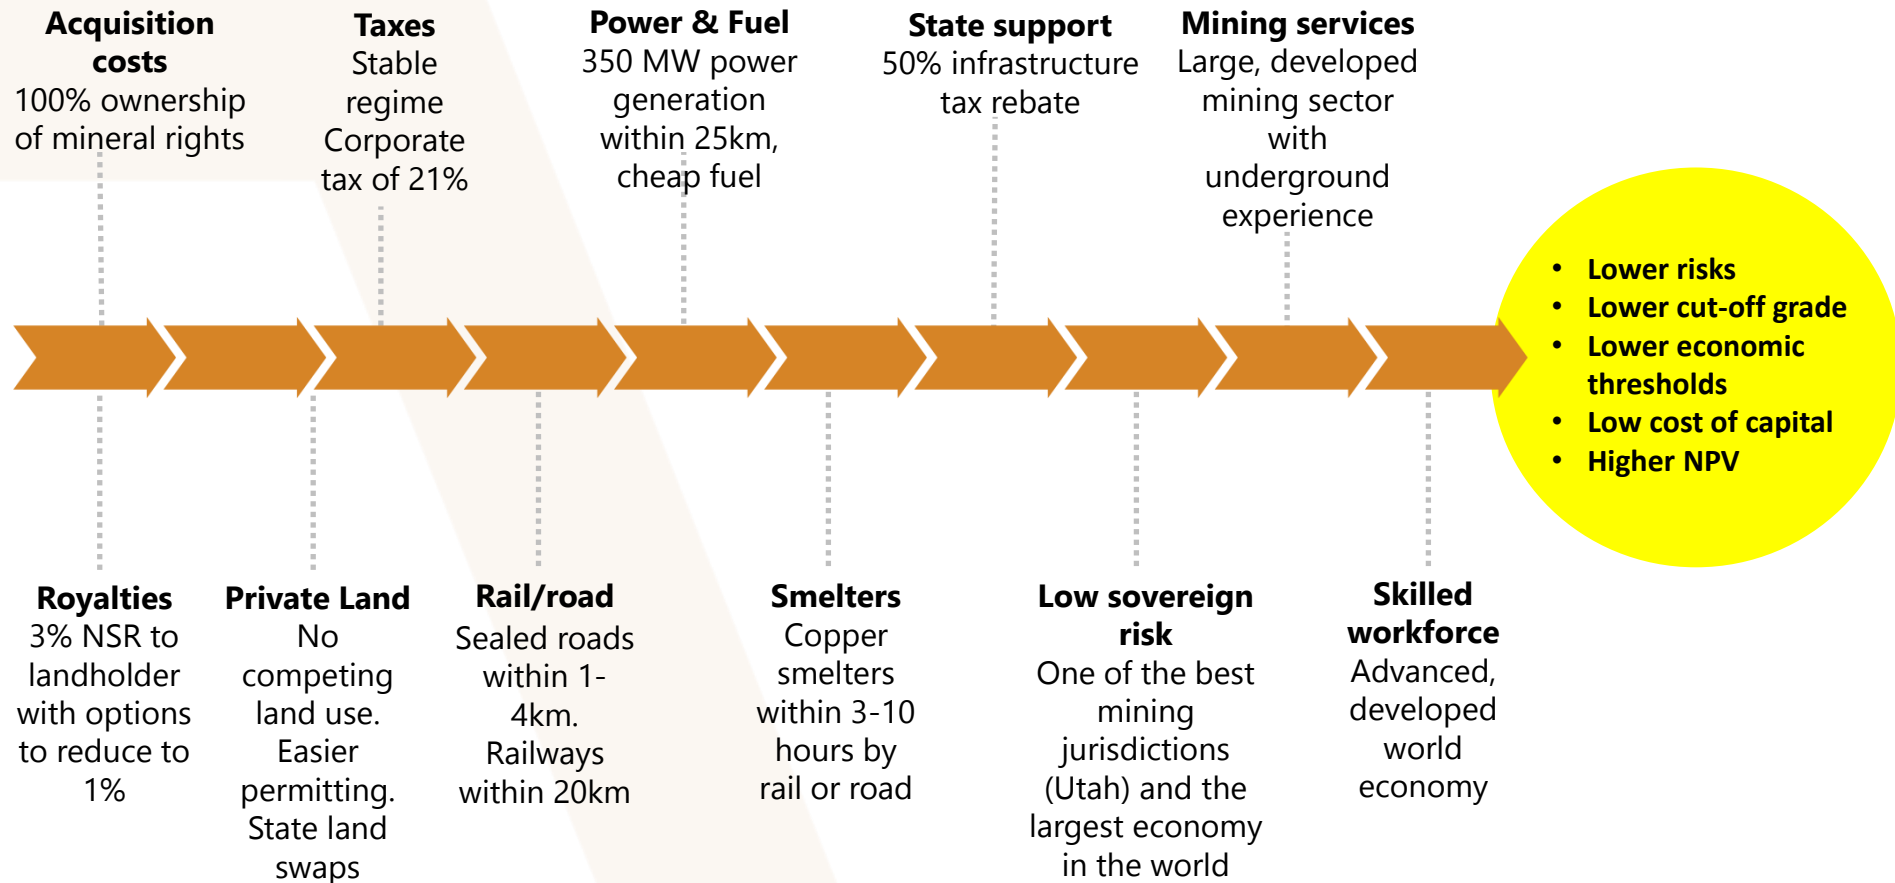 Acquisition
costs
100% ownership
of mineral rights
Taxes
Stable
regime
Corporate
tax of 21%
Power & Fuel
350 MW power
generation
within 25km,
cheap fuel
State support
50% infrastructure
tax rebate
Mining services
Large, developed
mining sector
with
underground
experience
• Lower risks
• Lower cut-off grade
• Lower economic
thresholds
• Low cost of capital
• Higher NPV
Royalties
3% NSR to
landholder
with options
to reduce to
1%
Private Land
No
competing
land use.
Easier
permitting.
State land
swaps
Rail/road
Sealed roads
within 1-
4km.
Railways
within 20km
Smelters
Copper
smelters
within 3-10
hours by
rail or road
Low sovereign
risk
One of the best
mining
jurisdictions
(Utah) and the
largest economy
in the world
Skilled
workforce
Advanced,
developed
world
economy